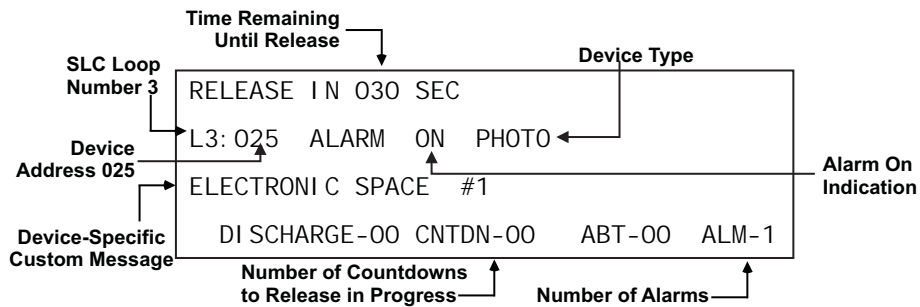 Time Remaining
Until Release
Device Type
SLC Loop
Number 3
RELEASE IN 030 SEC
L3:025 ALARM ON PHOTO
Device
Address 025
Alarm On
Indication
ELECTRONIC SPACE #1
Device-Specific
Custom Message
DISCHARGE-00 CNTDN-00 ABT-00 ALM-1
Number of Countdowns
to Release in Progress
Number of Alarms